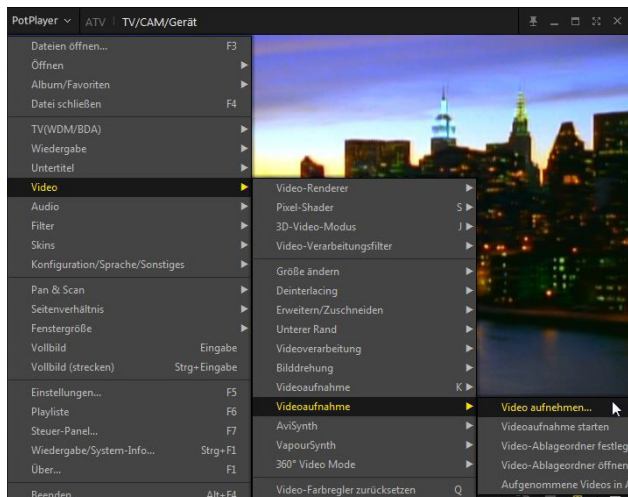 PotPlayer ATV TV/CAM/Gerät
Dateien öffnen... F3
Öffnen
Album/Favoriten
Datei schließen F4
TV(WDM/BDA)
Wiedergabe
Untertitel
Video
Audio
Filter
Skins
Konfiguration/Sprache/Sonstiges
Pan & Scan
Seitenverhältnis
Fenstergröße
Vollbild Eingabe
Vollbild (strecken) Strg+Eingabe
Einstellungen... F5
Playliste F6
Steuer-Panel... F7
Wiedergabe/System-Info... Strg+F1
Über... F1
Beenden Alt+F4
Video-Renderer
Pixel-Shader S
3D-Video-Modus J
Video-Verarbeitungsfilter
Größe ändern
Deinterlacing
Erweitern/Zuschneiden
Unterer Rand
Videoverarbeitung
Bilddrehung
Videoaufnahme K
Videoaufnahme
AviSynth
VapourSynth
360° Video Mode
Video-Farbregler zurücksetzen Q
Video aufnehmen...
Videoaufnahme starten
Video-Ablageordner festleg
Video-Ablageordner öffnen
Aufgenommene Videos in A